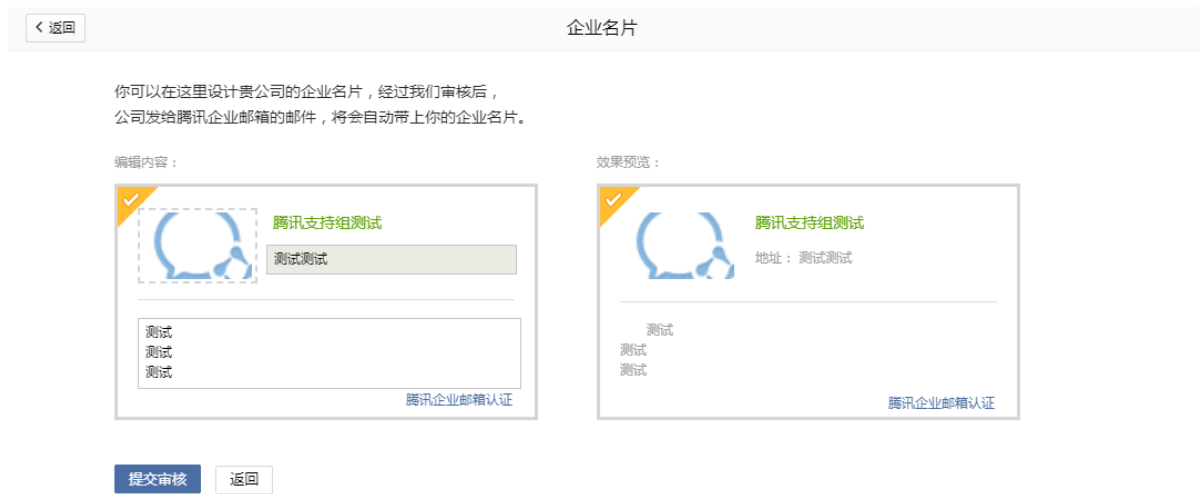 返回
企业名片
你可以在这里设计贵公司的企业名片，经过我们审核后，
公司发给腾讯企业邮箱的邮件，将会自动带上你的企业名片。
编辑内容：
腾讯支持组测试
测试测试
测试
测试
测试
腾讯企业邮箱认证
效果预览：
腾讯支持组测试
地址： 测试测试
测试
测试
测试
腾讯企业邮箱认证
提交审核
返回